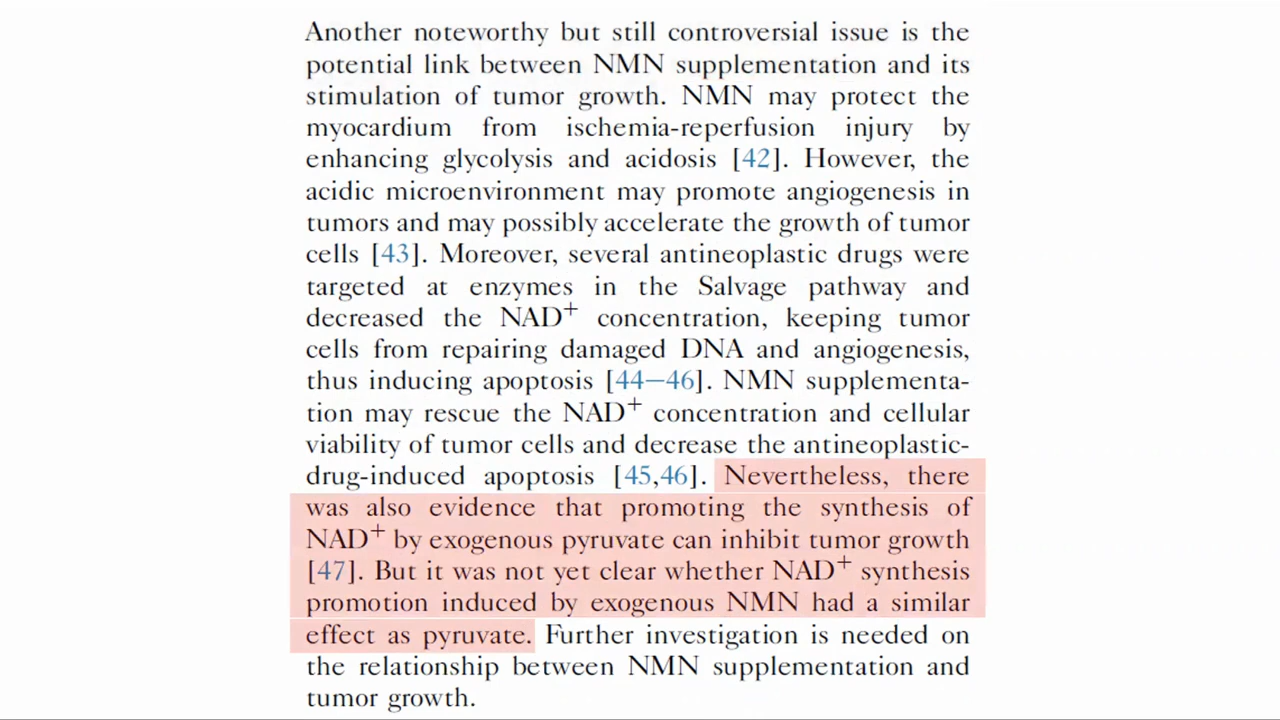 Another noteworthy but still controversial issue is the
potential link between NMN supplementation and its
stimulation of tumor growth. NMN may protect the
myocardium from ischemia-reperfusion injury by
enhancing glycolysis and acidosis [42]. However, the
acidic microenvironment may promote angiogenesis in
tumors and may possibly accelerate the growth of tumor
cells [43]. Moreover, several antineoplastic drugs were
targeted at enzymes in the Salvage pathway and
decreased the NAD⁺ concentration, keeping tumor
cells from repairing damaged DNA and angiogenesis,
thus inducing apoptosis [44–46]. NMN supplementa-
tion may rescue the NAD⁺ concentration and cellular
viability of tumor cells and decrease the antineoplastic-
drug-induced apoptosis [45,46]. Nevertheless, there
was also evidence that promoting the synthesis of
NAD⁺ by exogenous pyruvate can inhibit tumor growth
[47]. But it was not yet clear whether NAD⁺ synthesis
promotion induced by exogenous NMN had a similar
effect as pyruvate. Further investigation is needed on
the relationship between NMN supplementation and
tumor growth.